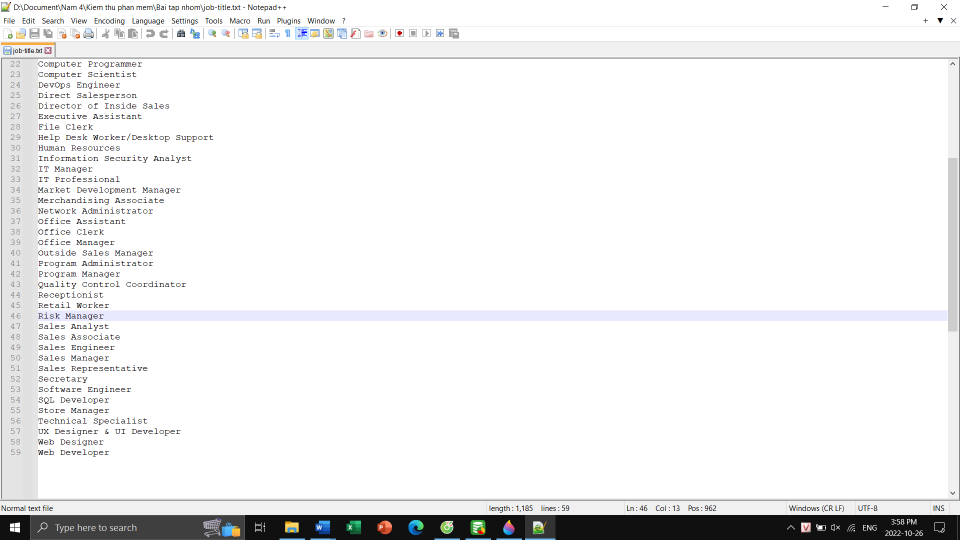 D:\Document\Nam 4\Kiem thu phan mem\Bai tap nhom\job-title.txt - Notepad++
File Edit Search View Encoding Language Settings Tools Macro Run Plugins Window ?
job-title.txt
22 Computer Programmer
23 Computer Scientist
24 DevOps Engineer
25 Direct Salesperson
26 Director of Inside Sales
27 Executive Assistant
28 File Clerk
29 Help Desk Worker/Desktop Support
30 Human Resources
31 Information Security Analyst
32 IT Manager
33 IT Professional
34 Market Development Manager
35 Merchandising Associate
36 Network Administrator
37 Office Assistant
38 Office Clerk
39 Office Manager
40 Outside Sales Manager
41 Program Administrator
42 Program Manager
43 Quality Control Coordinator
44 Receptionist
45 Retail Worker
46 Risk Manager
47 Sales Analyst
48 Sales Associate
49 Sales Engineer
50 Sales Manager
51 Sales Representative
52 Secretary
53 Software Engineer
54 SQL Developer
55 Store Manager
56 Technical Specialist
57 UX Designer & UI Developer
58 Web Designer
59 Web Developer
Normal text file length : 1,185 lines : 59 Ln : 46 Col : 13 Pos : 962 Windows (CR LF) UTF-8 INS
Type here to search
ENG
3:58 PM
2022-10-26